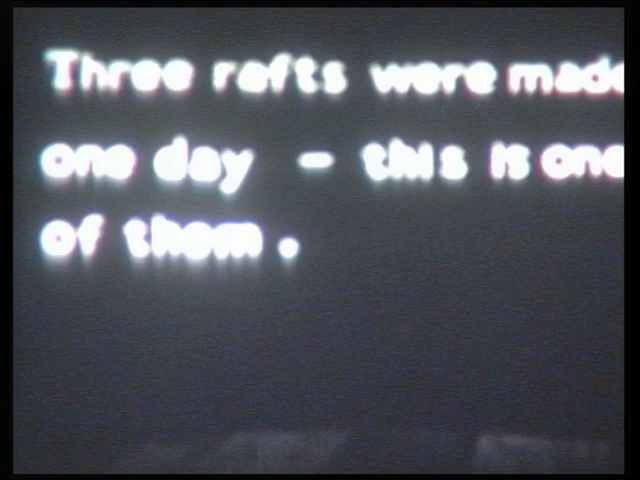 Three rafts were made
one day - this is one
of them.